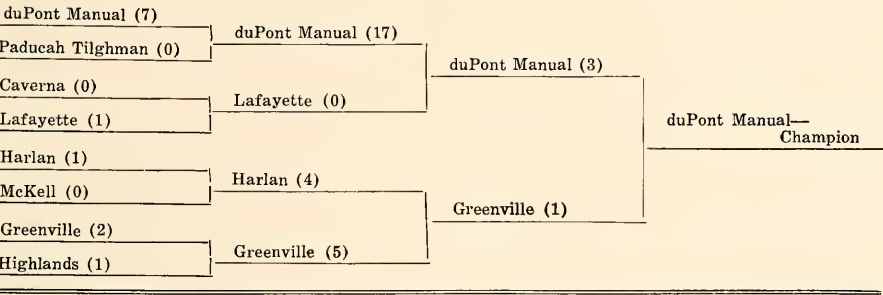 duPont Manual (7)
Paducah Tilghman (0)
Caverna (0)
Lafayette (1)
Harlan (1)
McKell (0)
Greenville (2)
Highlands (1)
duPont Manual (17)
Lafayette (0)
Harlan (4)
Greenville (5)
duPont Manual (3)
Greenville (1)
duPont Manual—
Champion